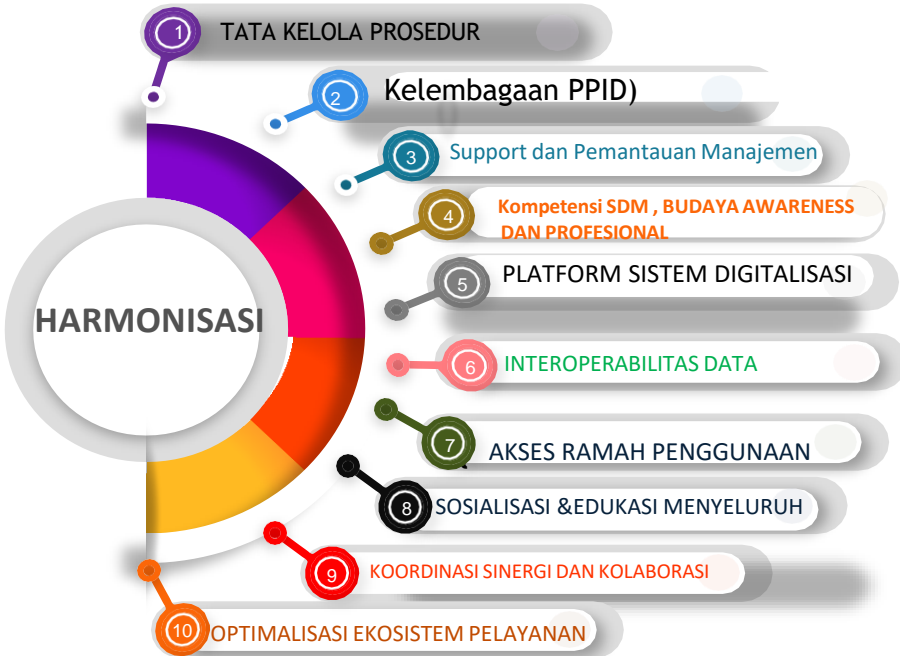 1 TATA KELOLA PROSEDUR
2 Kelembagaan PPID)
3 Support dan Pemantauan Manajemen
4 Kompetensi SDM , BUDAYA AWARENESS
DAN PROFESIONAL
5 PLATFORM SISTEM DIGITALISASI
HARMONISASI
6 INTEROPERABILITAS DATA
7 AKSES RAMAH PENGGUNAAN
8 SOSIALISASI &EDUKASI MENYELURUH
9 KOORDINASI SINERGI DAN KOLABORASI
10 OPTIMALISASI EKOSISTEM PELAYANAN